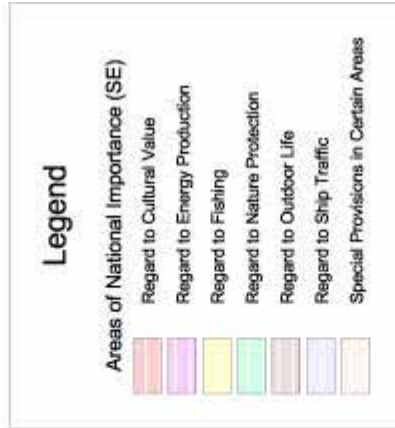 Legend
Areas of National Importance (SE)
Regard to Cultural Value
Regard to Energy Production
Regard to Fishing
Regard to Nature Protection
Regard to Outdoor Life
Regard to Ship Traffic
Special Provisions in Certain Areas